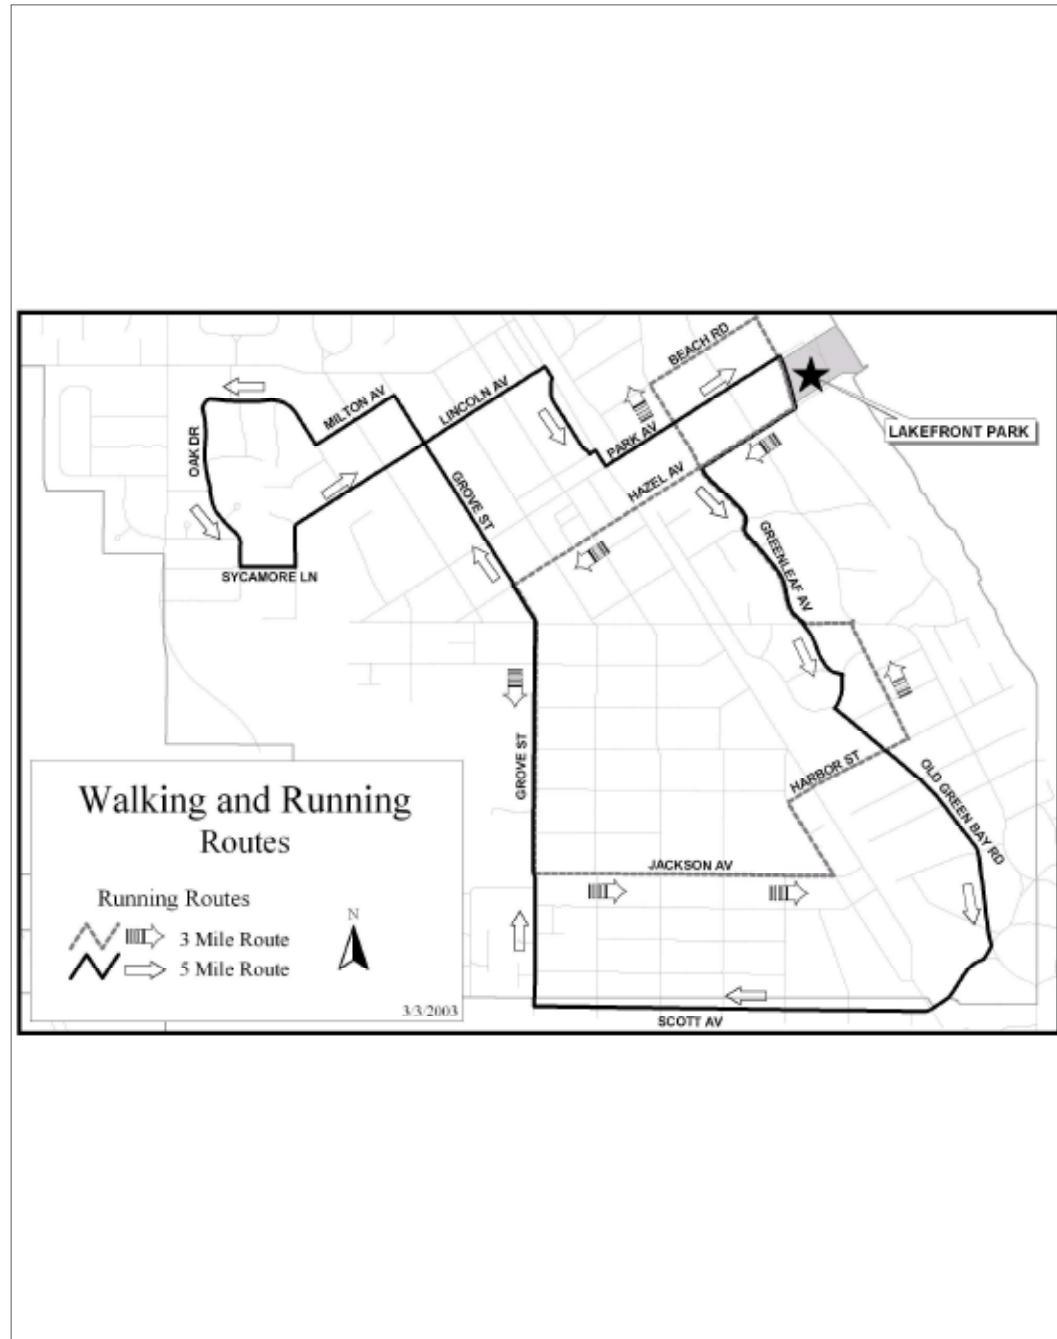 BEACH RD
MILTON AV
LINCOLN AV
PARK AV
LAKEFRONT PARK
OAK DR
HAZEL AV
GROVE ST
GREENLEAF AV
SYCAMORE LN
GROVE ST
HARBOR ST
OLD GREEN BAY RD
JACKSON AV
SCOTT AV
Walking and Running
Routes
Running Routes
3 Mile Route
5 Mile Route
N
3/3/2003